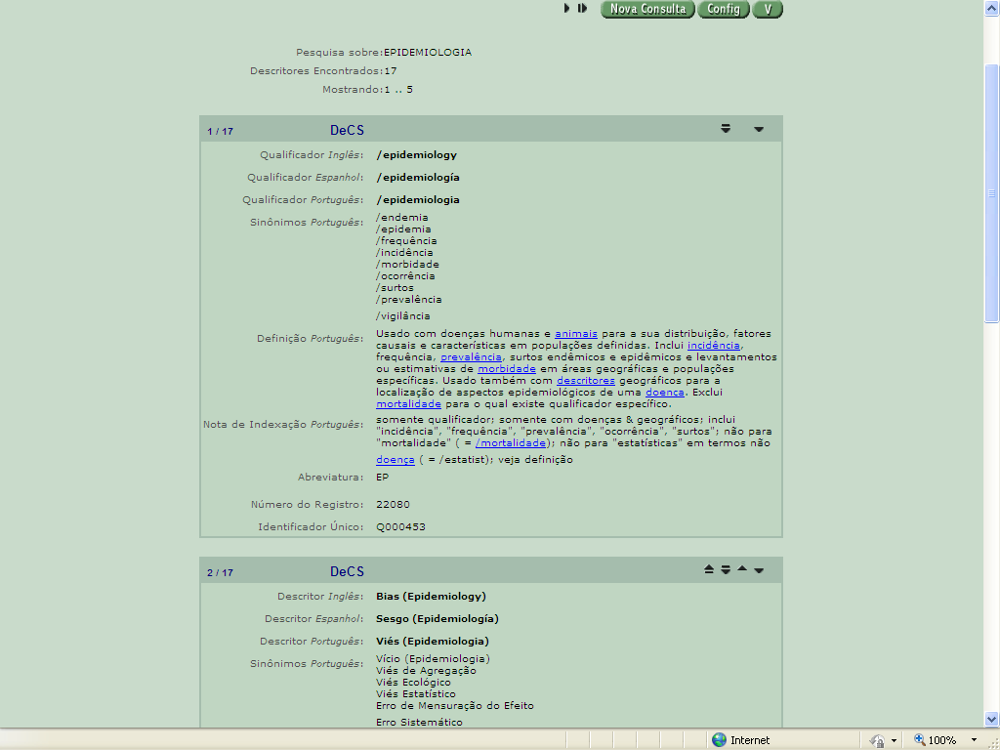 Nova Consulta Config V
Pesquisa sobre: EPIDEMIOLOGIA
Descritores Encontrados: 17
Mostrando: 1 .. 5
1 / 17 DeCS
Qualificador Inglês: /epidemiology
Qualificador Espanhol: /epidemiología
Qualificador Português: /epidemiologia
Sinônimos Português: /endemia
/epidemia
/frequência
/incidência
/morbidade
/ocorrência
/surtos
/prevalência
/vigilância
Definição Português: Usado com doenças humanas e animais para a sua distribuição, fatores
causais e características em populações definidas. Inclui incidência,
frequência, prevalência, surtos endêmicos e epidêmicos e levantamentos
ou estimativas de morbidade em áreas geográficas e populações
específicas. Usado também com descritores geográficos para a
localização de aspectos epidemiológicos de uma doenca. Exclui
mortalidade para o qual existe qualificador específico.
Nota de Indexação Português: somente qualificador; somente com doenças & geográficos; inclui
"incidência", "frequência", "prevalência", "ocorrência", "surtos"; não para
"mortalidade" ( = /mortalidade); não para "estatísticas" em termos não
doença ( = /estatist); veja definição
Abreviatura: EP
Número do Registro: 22080
Identificador Único: Q000453
2 / 17 DeCS
Descritor Inglês: Bias (Epidemiology)
Descritor Espanhol: Sesgo (Epidemiología)
Descritor Português: Viés (Epidemiologia)
Sinônimos Português: Vício (Epidemiologia)
Viés de Agregação
Viés Ecológico
Viés Estatístico
Erro de Mensuração do Efeito
Erro Sistemático
Internet 100%